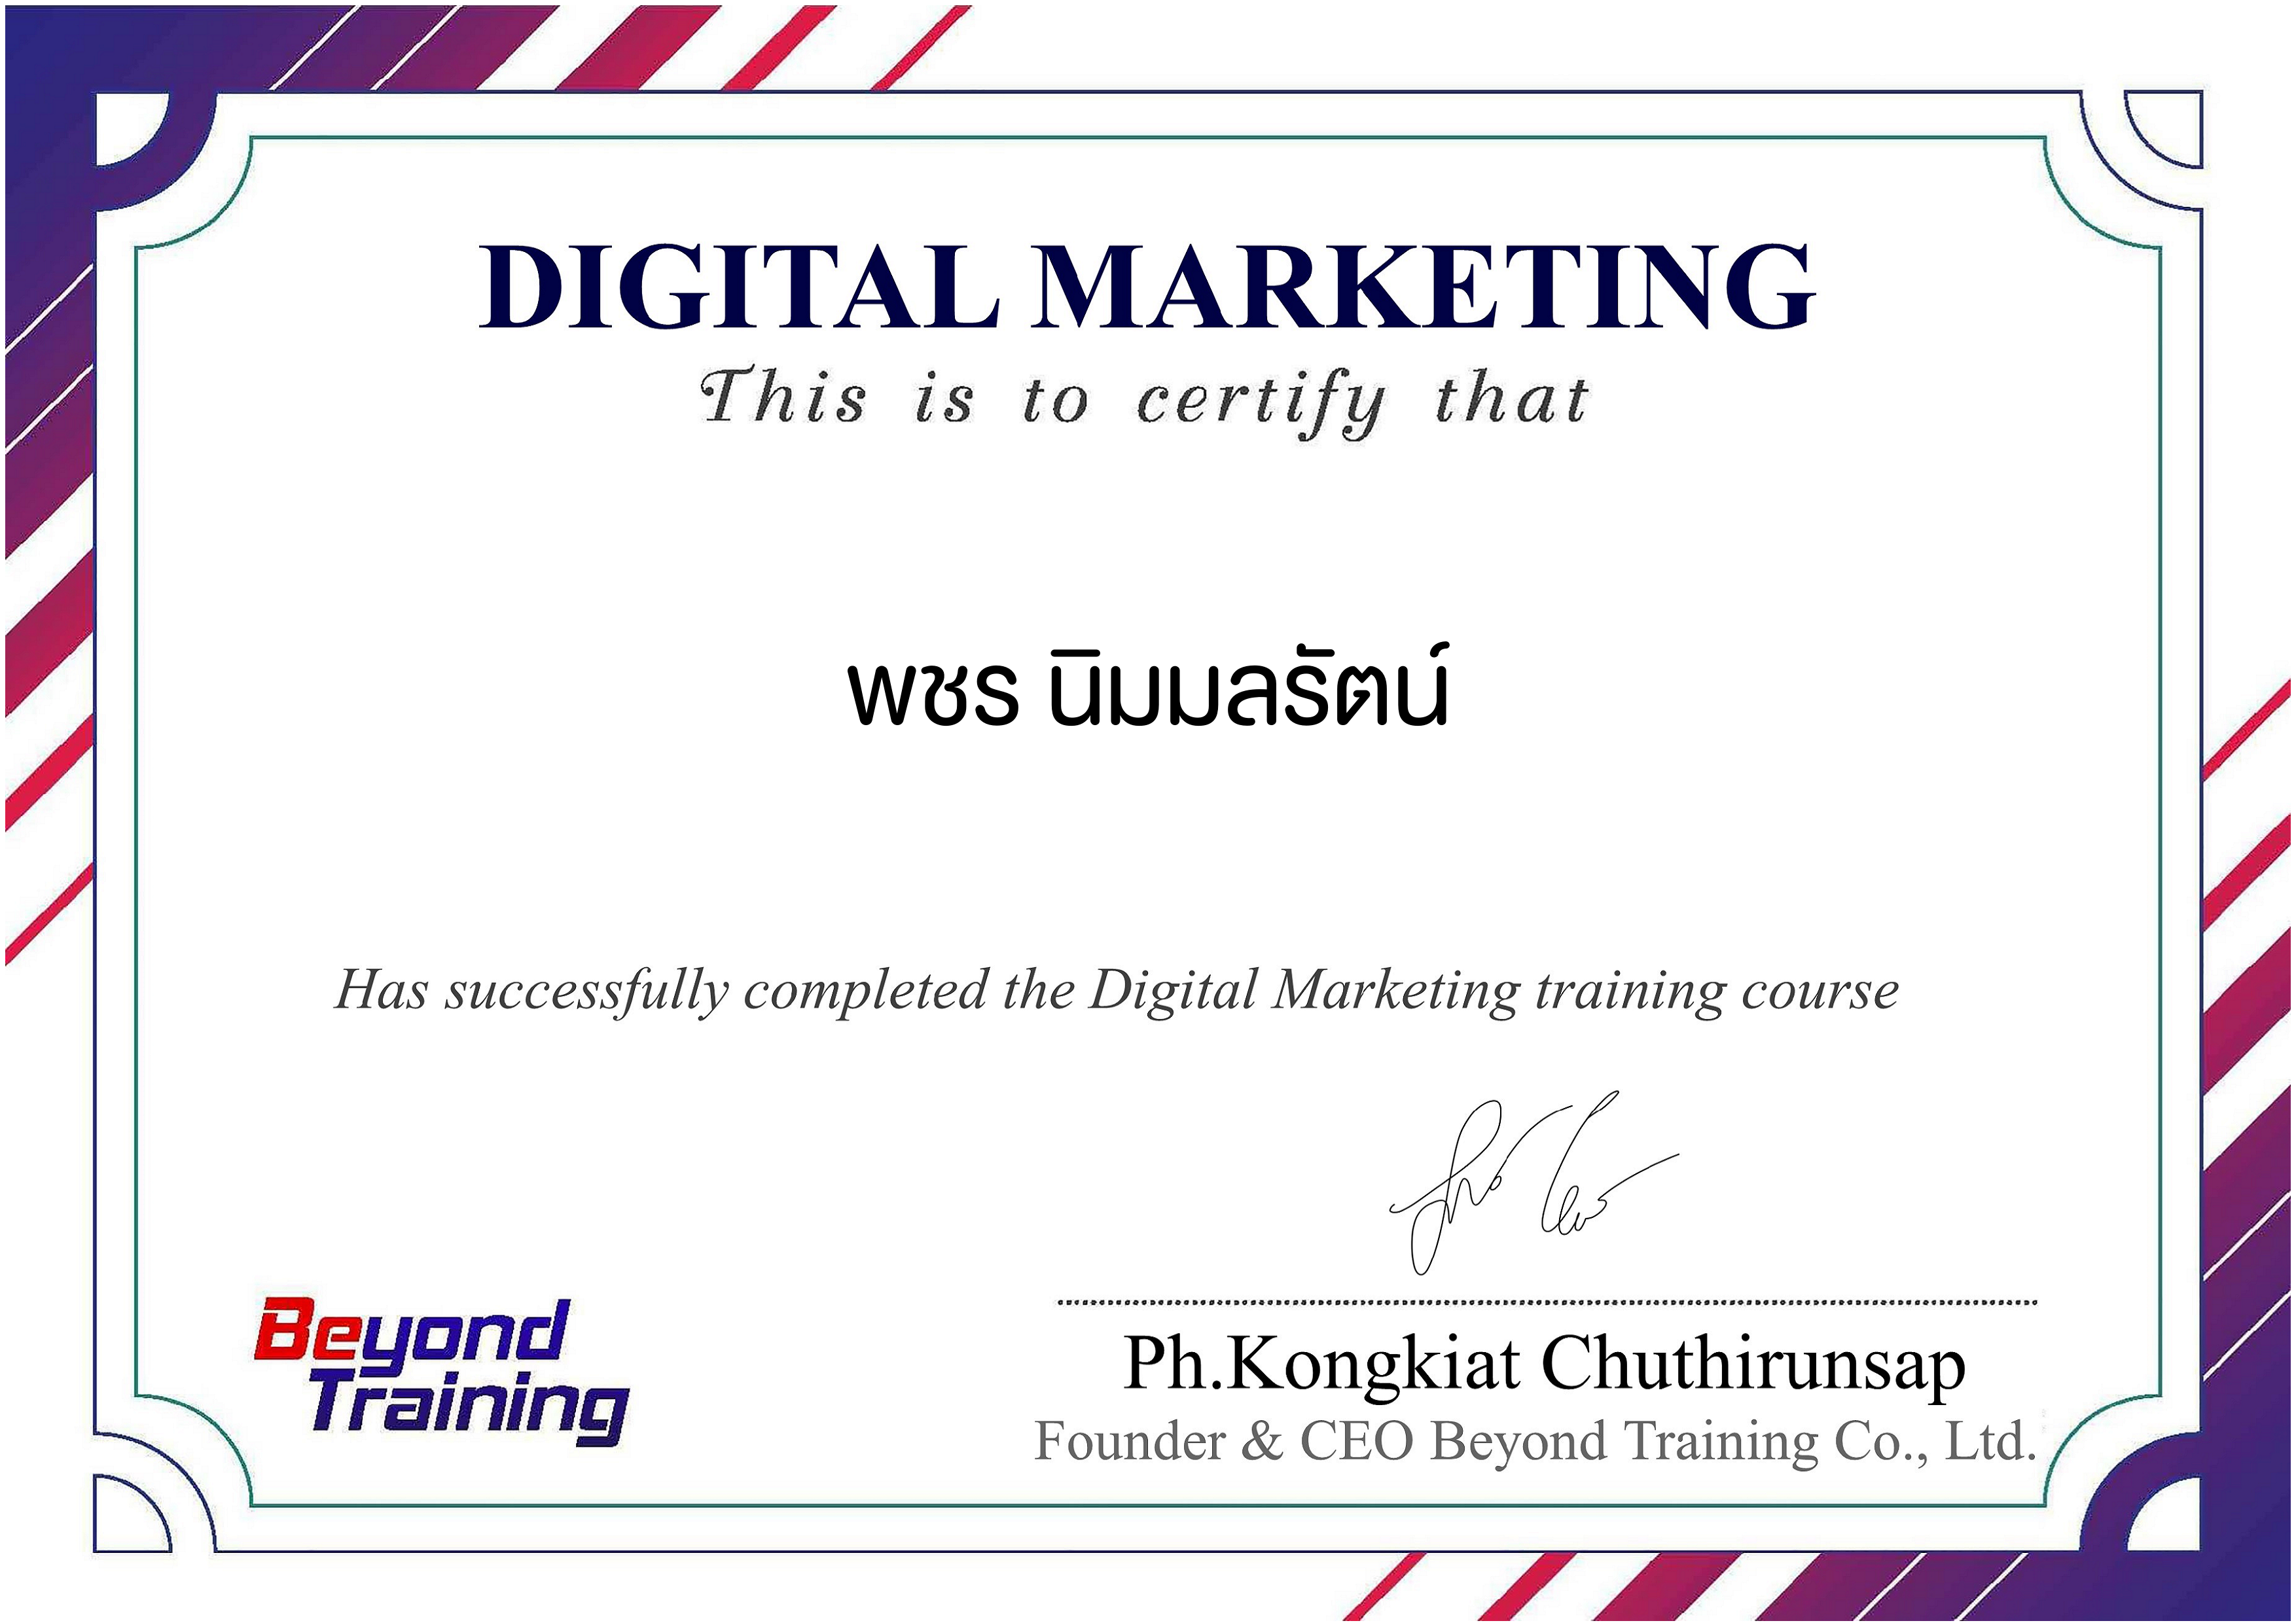 DIGITAL MARKETING
This is to certify that
พชร นิมมลรัตน์
Has successfully completed the Digital Marketing training course
Beyond
Training
Ph.Kongkiat Chuthirunsap
Founder & CEO Beyond Training Co., Ltd.